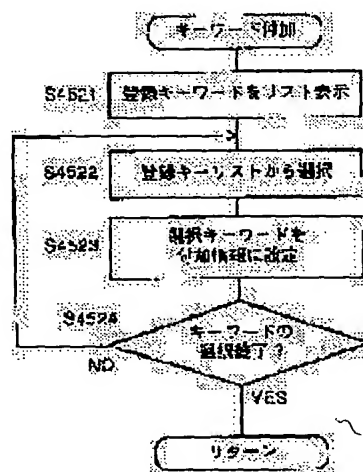 キーワード付加
S4521
登録キーワードをリスト表示
S4522
登録キーリストから選択
S4523
選択キーワードを
付加情報に設定
S4524
キーワードの
選択終了?
NO
YES
リターン